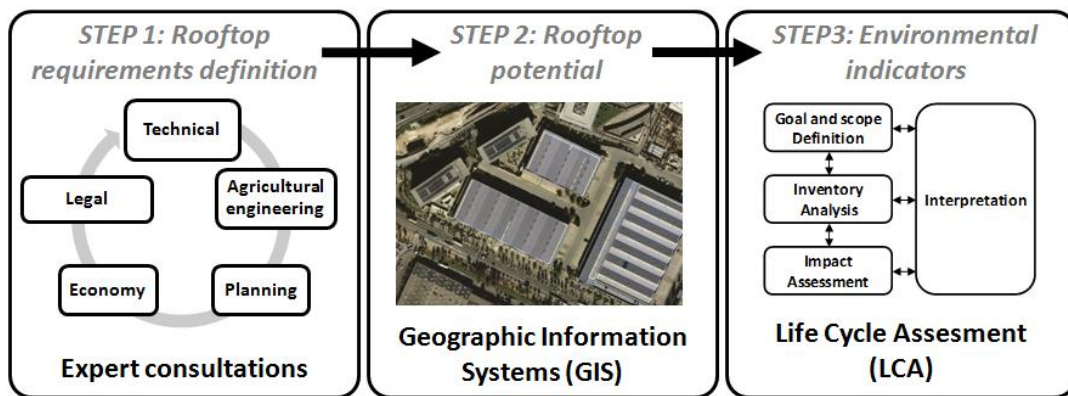 STEP 1: Rooftop
requirements definition
Technical
Legal
Agricultural
engineering
Economy
Planning
Expert consultations
STEP 2: Rooftop
potential
Geographic Information
Systems (GIS)
STEP3: Environmental
indicators
Goal and scope
Definition
Inventory
Analysis
Impact
Assessment
Interpretation
Life Cycle Assesment
(LCA)